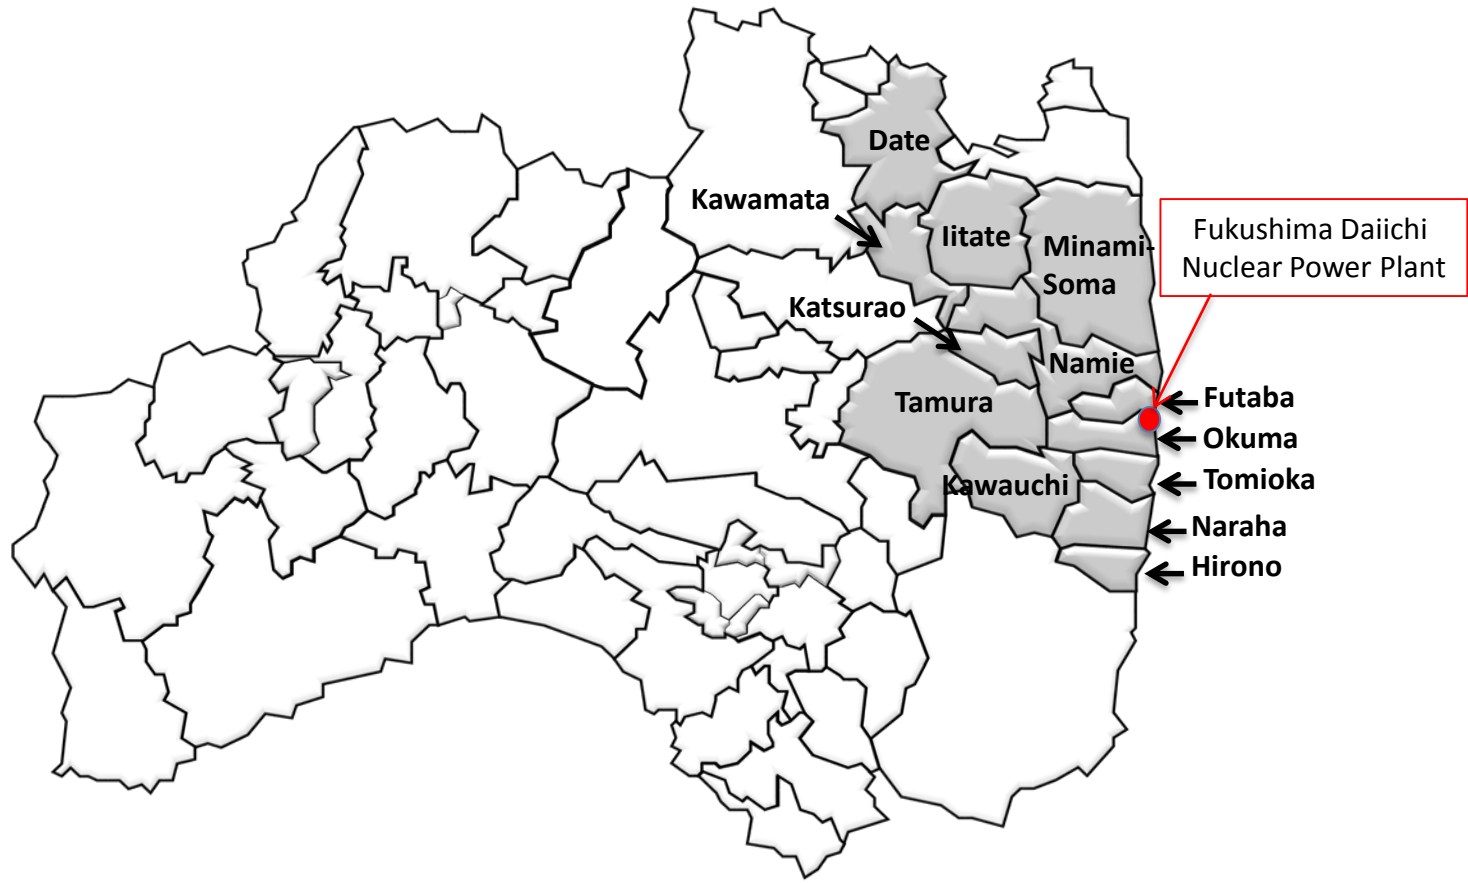 Date
Kawamata
Iitate
Minami-
Soma
Fukushima Daiichi
Nuclear Power Plant
Katsurao
Namie
Tamura
Futaba
Okuma
Kawauchi
Tomioka
Naraha
Hirono